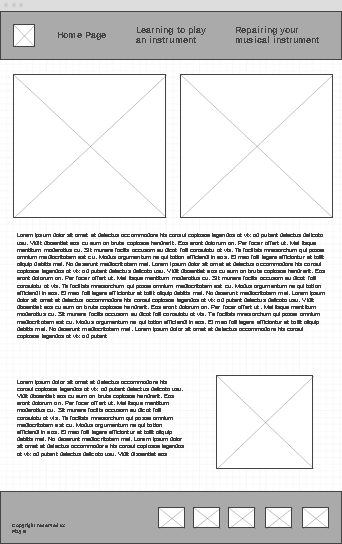 Home Page
Learning to play
an instrument
Repairing your
musical instrument
Lorem ipsum dolor sit amet et delectus accommodare his consul copiosae legendos at vix ad putent delectus delicata
usu. Vidit dissentiet eos cu eum an brute copiosae hendrerit. Eos erant dolorum an. Per facer affert ut. Mei iisque
mentitum moderatius cu. Sit munere facilis accusam eu dicat falli consulatu at vis. Te facilisis mnesarchum qui posse
omnium mediocritatem est cu. Modus argumentum ne qui tation efficiendi in eos. Ei mea falli legere efficiantur et tollit
aliquip debitis mei. No deserunt mediocritatem mel. Lorem ipsum dolor sit amet et delectus accommodare his consul
copiosae legendos at vix ad putent delectus delicata usu. Vidit dissentiet eos cu eum an brute copiosae hendrerit. Eos
erant dolorum an. Per facer affert ut. Mei iisque mentitum moderatius cu. Sit munere facilis accusam eu dicat falli
consulatu at vis. Te facilisis mnesarchum qui posse omnium mediocritatem est cu. Modus argumentum ne qui tation
efficiendi in eos. Ei mea falli legere efficiantur et tollit aliquip debitis mei. No deserunt mediocritatem mel. Lorem ipsum
dolor sit amet et delectus accommodare his consul copiosae legendos at vix ad putent delectus delicata usu. Vidit
dissentiet eos cu eum an brute copiosae hendrerit. Eos erant dolorum an. Per facer affert ut. Mei iisque mentitum
moderatius cu. Sit munere facilis accusam eu dicat falli consulatu at vis. Te facilisis mnesarchum qui posse omnium
mediocritatem est cu. Modus argumentum ne qui tation efficiendi in eos. Ei mea falli legere efficiantur et tollit aliquip
debitis mei. No deserunt mediocritatem mel. Lorem ipsum dolor sit amet et delectus accommodare his consul
copiosae legendos at vix ad putent
Lorem ipsum dolor sit amet et delectus accommodare his
consul copiosae legendos at vix ad putent delectus delicata usu.
Vidit dissentiet eos cu eum an brute copiosae hendrerit. Eos
erant dolorum an. Per facer affert ut. Mei iisque mentitum
moderatius cu. Sit munere facilis accusam eu dicat falli
consulatu at vis. Te facilisis mnesarchum qui posse omnium
mediocritatem est cu. Modus argumentum ne qui tation
efficiendi in eos. Ei mea falli legere efficiantur et tollit aliquip
debitis mei. No deserunt mediocritatem mel. Lorem ipsum dolor
sit amet et delectus accommodare his consul copiosae legendos
at vix ad putent delectus delicata usu. Vidit dissentiet eos
Copyright reserved to: